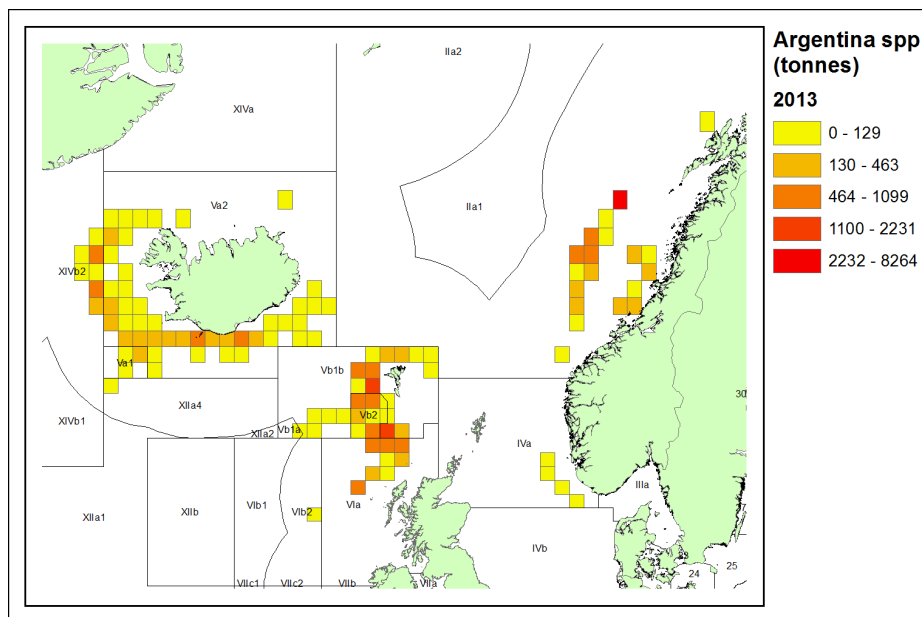 Argentina spp
(tonnes)
2013
0 - 129
130 - 463
464 - 1099
1100 - 2231
2232 - 8264
IIa2
XIVa
Va2
IIa1
XIVb2
Va1
Vb1b
XIIa4
Vb2
XIVb1
XIIa2
Vb1a
IVa
30
IIIa
XIIa1
XIIb
VIb1
VIb2
VIa
IVb
23
22
24
25
VIIc1
VIIc2
VIIb
VIIa